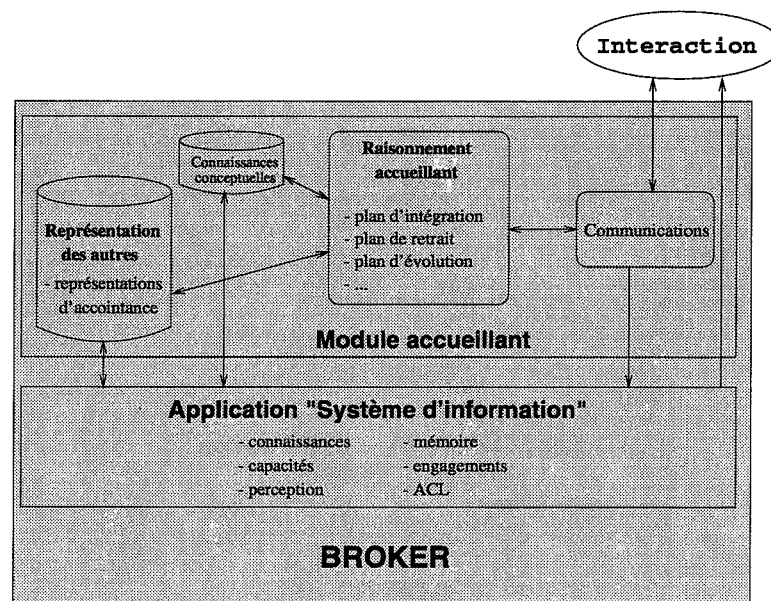 Interaction
Connaissances
conceptuelles
Raisonnement
accueillant
- plan d'intégration
- plan de retrait
- plan d'évolution
- ...
Représentation
des autres
- représentations
d'accointance
Communications
Module accueillant
Application "Système d'information"
- connaissances
- capacités
- perception
- mémoire
- engagements
- ACL
BROKER